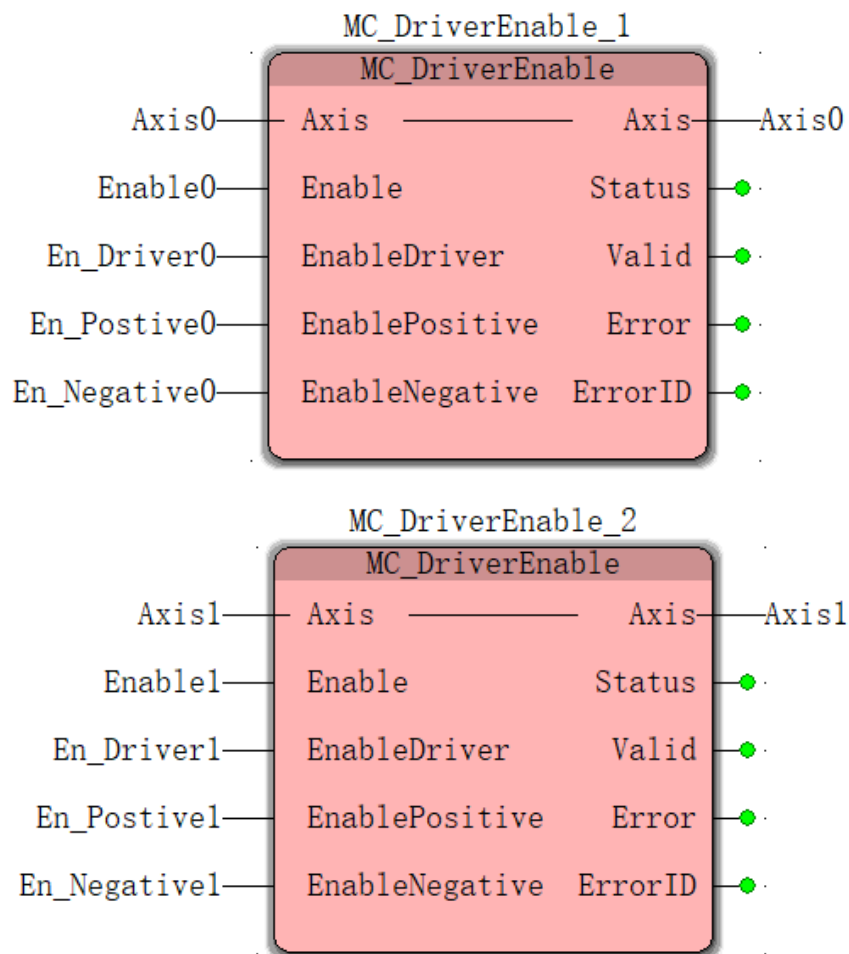 MC_DriverEnable_1
MC_DriverEnable
Axis0 Axis Axis Axis0
Enable0 Enable Status
En_Driver0 EnableDriver Valid
En_Postive0 EnablePositive Error
En_Negative0 EnableNegative ErrorID
MC_DriverEnable_2
MC_DriverEnable
Axis1 Axis Axis Axis1
Enable1 Enable Status
En_Driver1 EnableDriver Valid
En_Postive1 EnablePositive Error
En_Negative1 EnableNegative ErrorID